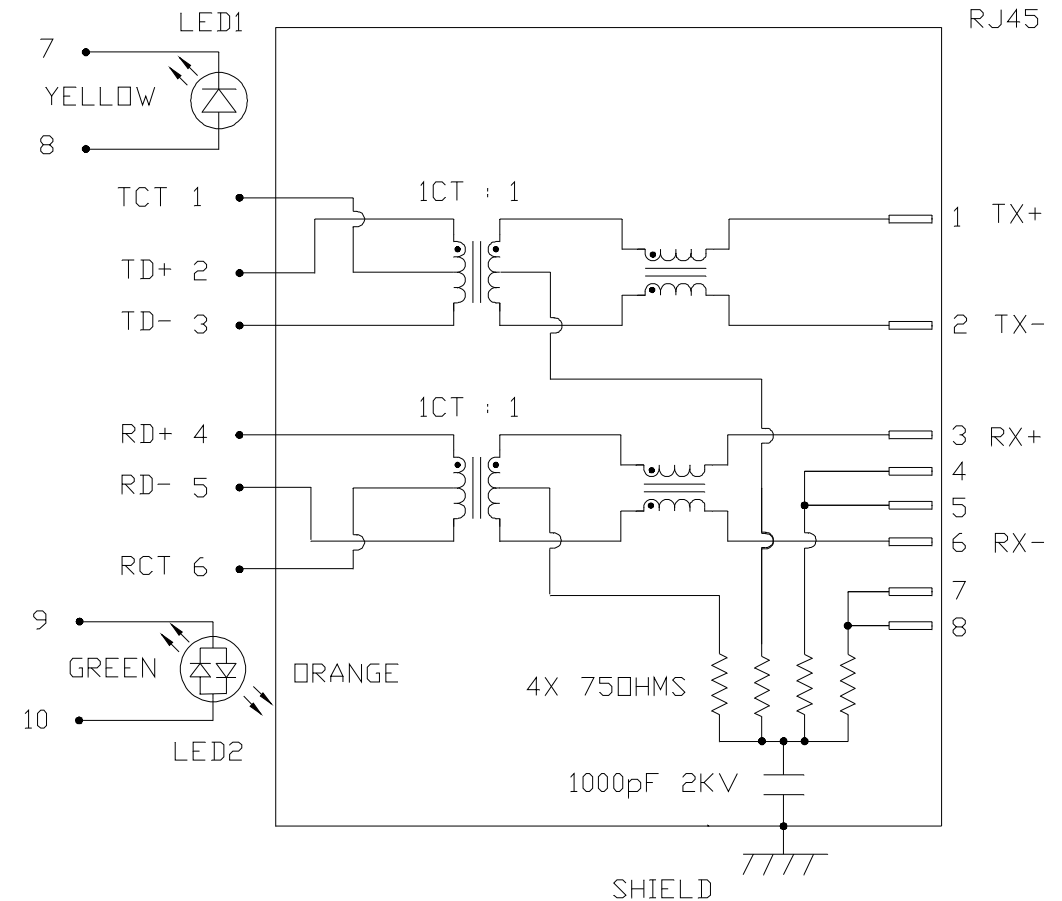 LED1
RJ45
7
YELLOW
8
TCT 1
1CT : 1
1 TX+
TD+ 2
TD- 3
2 TX-
1CT : 1
RD+ 4
3 RX+
4
RD- 5
5
6 RX-
RCT 6
7
9
8
GREEN
ORANGE
4X 75OHMS
10
LED2
1000pF 2KV
SHIELD